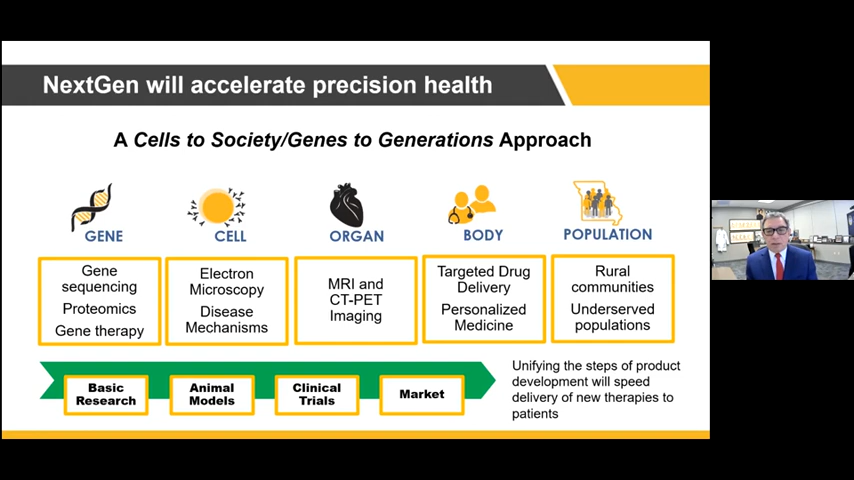 NextGen will accelerate precision health
A Cells to Society/Genes to Generations Approach
GENE
CELL
ORGAN
BODY
POPULATION
Gene
sequencing
Proteomics
Gene therapy
Electron
Microscopy
Disease
Mechanisms
MRI and
CT-PET
Imaging
Targeted Drug
Delivery
Personalized
Medicine
Rural
communities
Underserved
populations
Basic
Research
Animal
Models
Clinical
Trials
Market
Unifying the steps of product
development will speed
delivery of new therapies to
patients